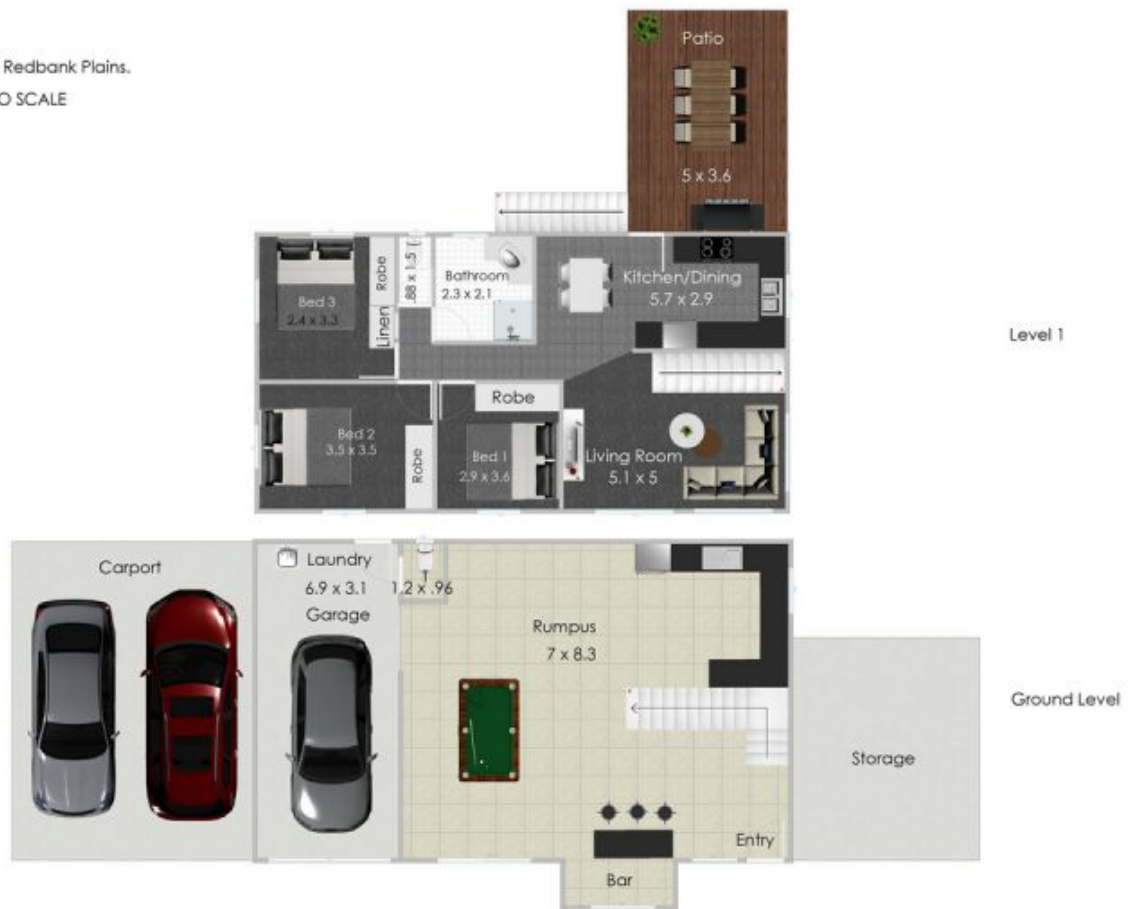 Redbank Plains.
O SCALE
Patio
5 x 3.6
Level 1
Kitchen/Dining
5.7 x 2.9
Bathroom
2.3 x 2.1
.88 x 1.5
Robe
Linen
Bed 3
2.4 x 3.3
Bed 2
3.5 x 3.5
Robe
Robe
Bed 1
2.9 x 3.6
Living Room
5.1 x 5
Ground Level
Carport
Laundry
6.9 x 3.1
Garage
1.2 x .96
Rumpus
7 x 8.3
Storage
Entry
Bar